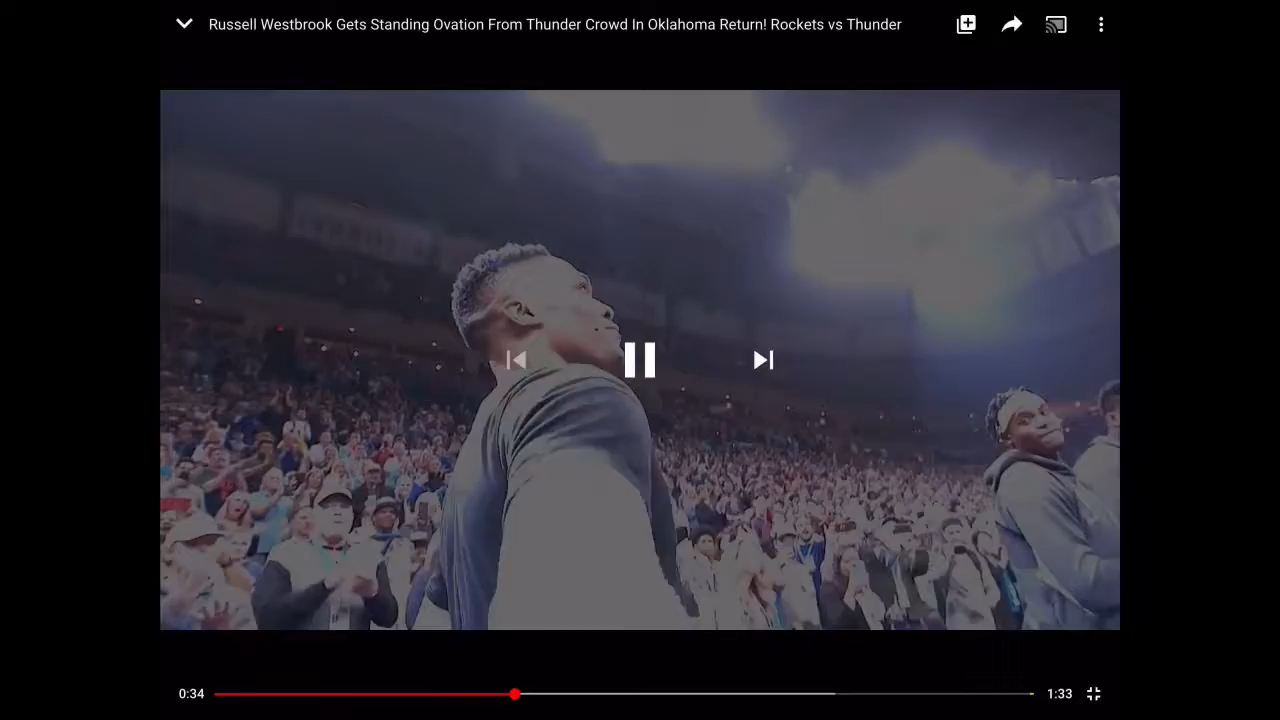 Russell Westbrook Gets Standing Ovation From Thunder Crowd In Oklahoma Return! Rockets vs Thunder
0:34
1:33